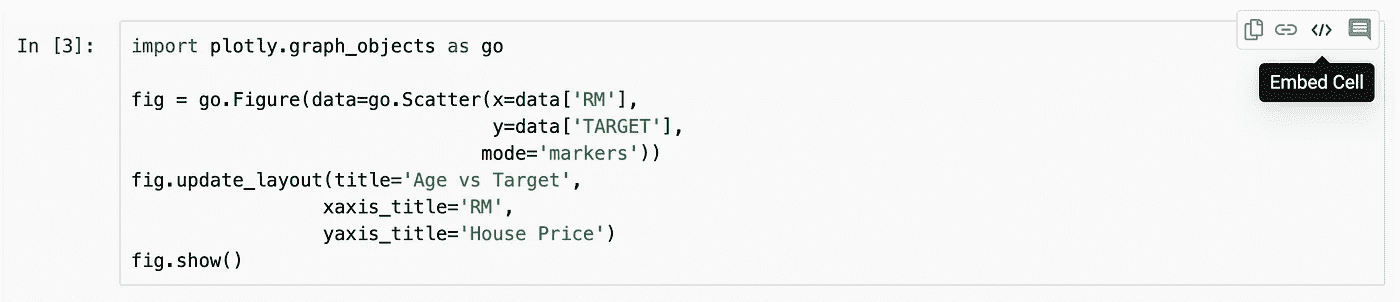 In [3]:
import plotly.graph_objects as go
fig = go.Figure(data=go.Scatter(x=data['RM'],
y=data['TARGET'],
mode='markers'))
fig.update_layout(title='Age vs Target',
xaxis_title='RM',
yaxis_title='House Price')
fig.show()
Embed Cell